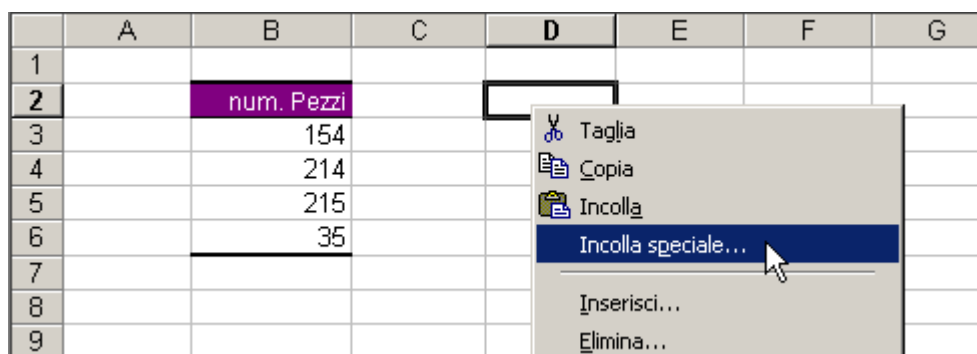 A B C D E F G
1
2 num. Pezzi
3 154 Taglia
4 214 Copia
5 215 Incolla
6 35 Incolla speciale...
7
8 Inserisci...
9 Elimina...